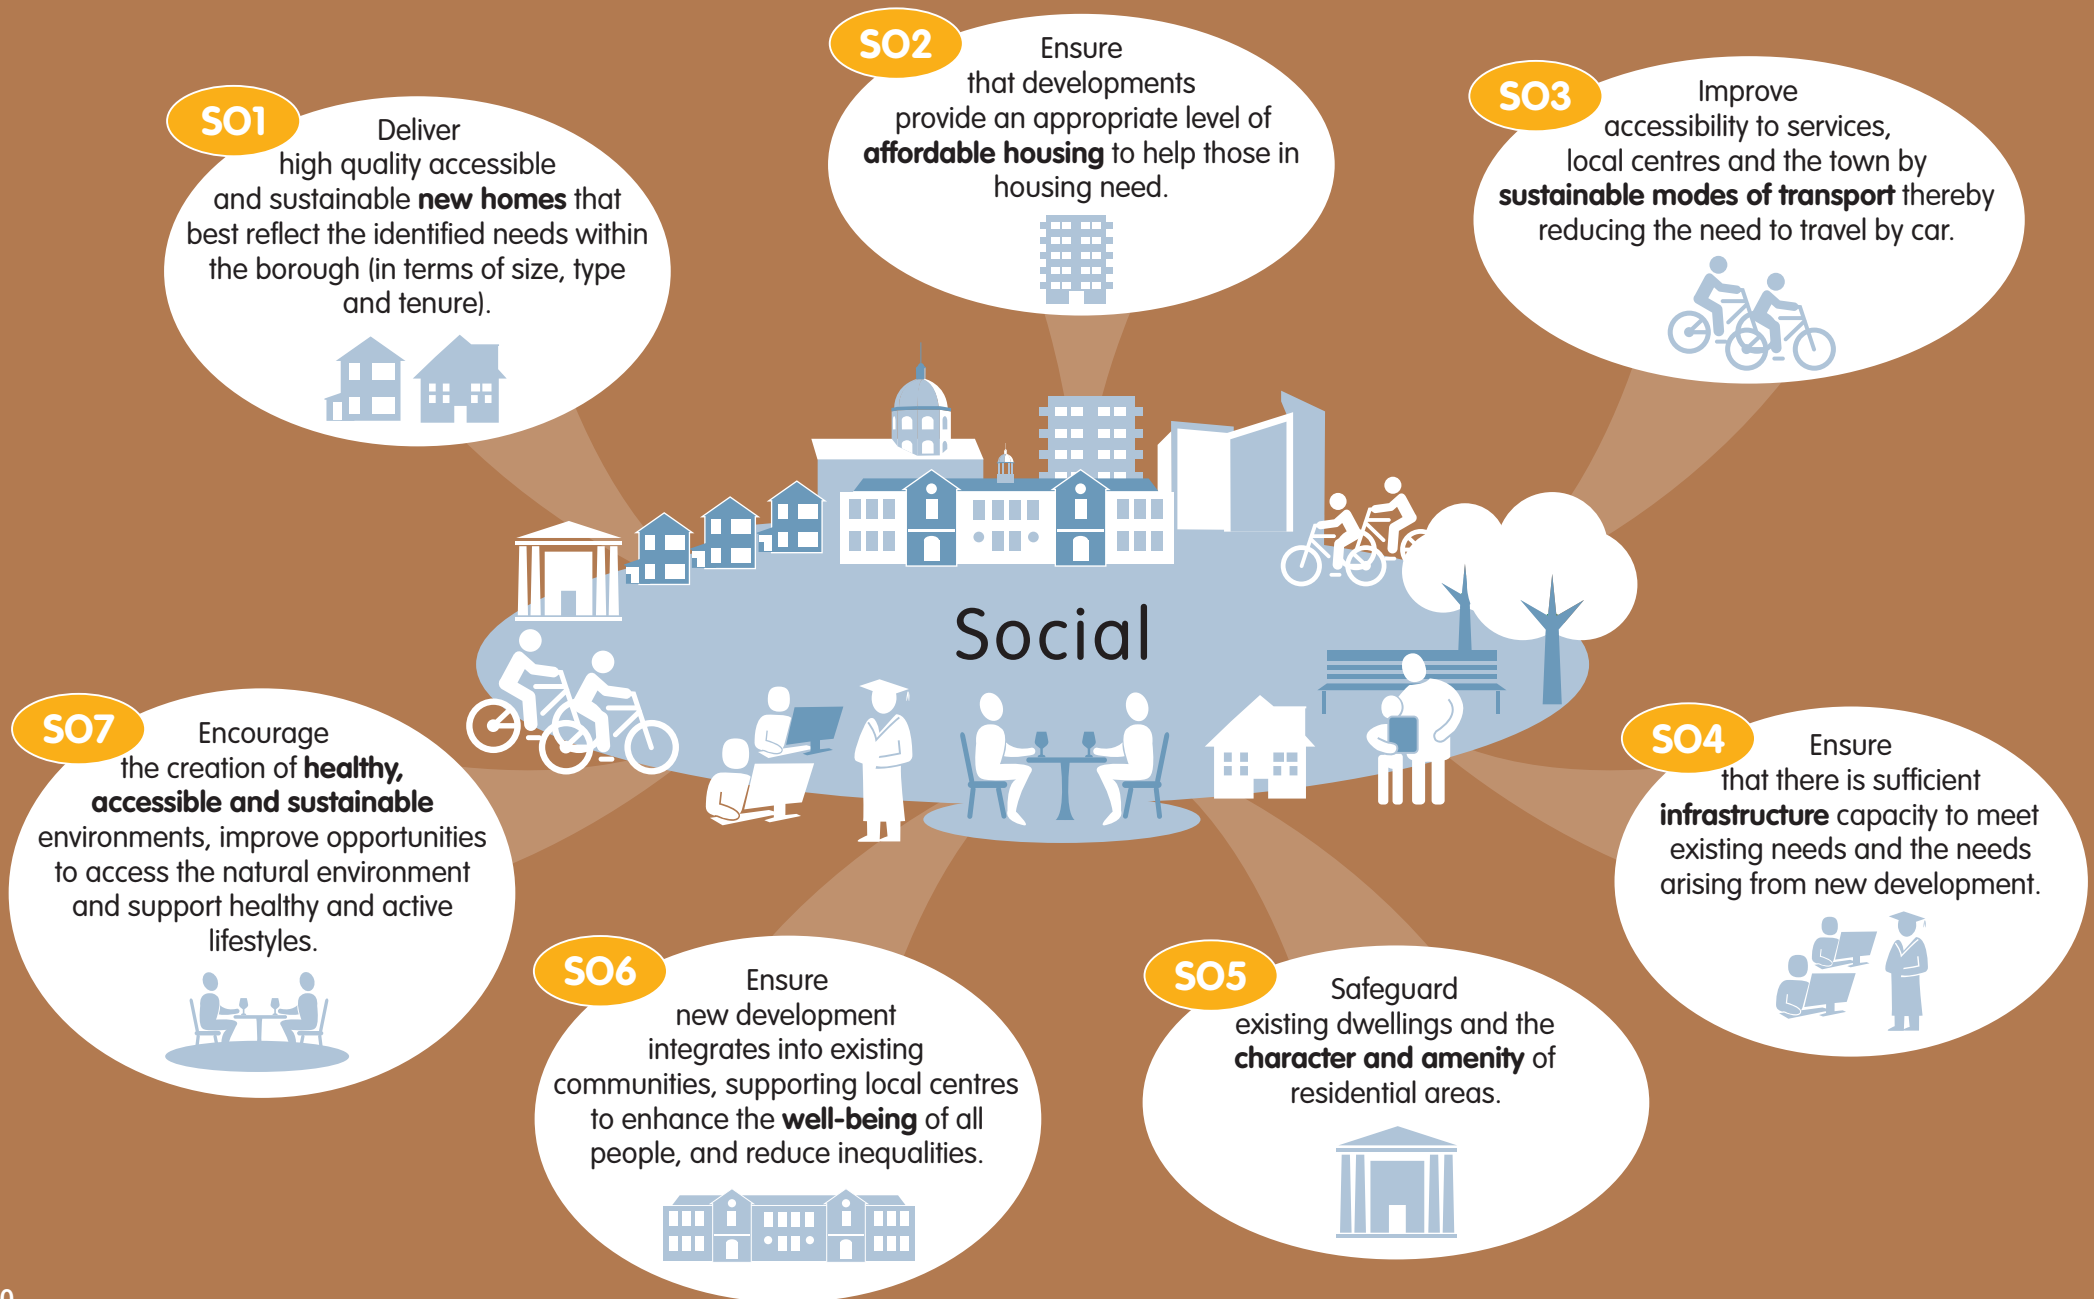 SO1
Deliver
high quality accessible
and sustainable new homes that
best reflect the identified needs within
the borough (in terms of size, type
and tenure).
SO2
Ensure
that developments
provide an appropriate level of
affordable housing to help those in
housing need.
SO3
Improve
accessibility to services,
local centres and the town by
sustainable modes of transport thereby
reducing the need to travel by car.
Social
SO7
Encourage
the creation of healthy,
accessible and sustainable
environments, improve opportunities
to access the natural environment
and support healthy and active
lifestyles.
SO4
Ensure
that there is sufficient
infrastructure capacity to meet
existing needs and the needs
arising from new development.
SO6
Ensure
new development
integrates into existing
communities, supporting local centres
to enhance the well-being of all
people, and reduce inequalities.
SO5
Safeguard
existing dwellings and the
character and amenity of
residential areas.